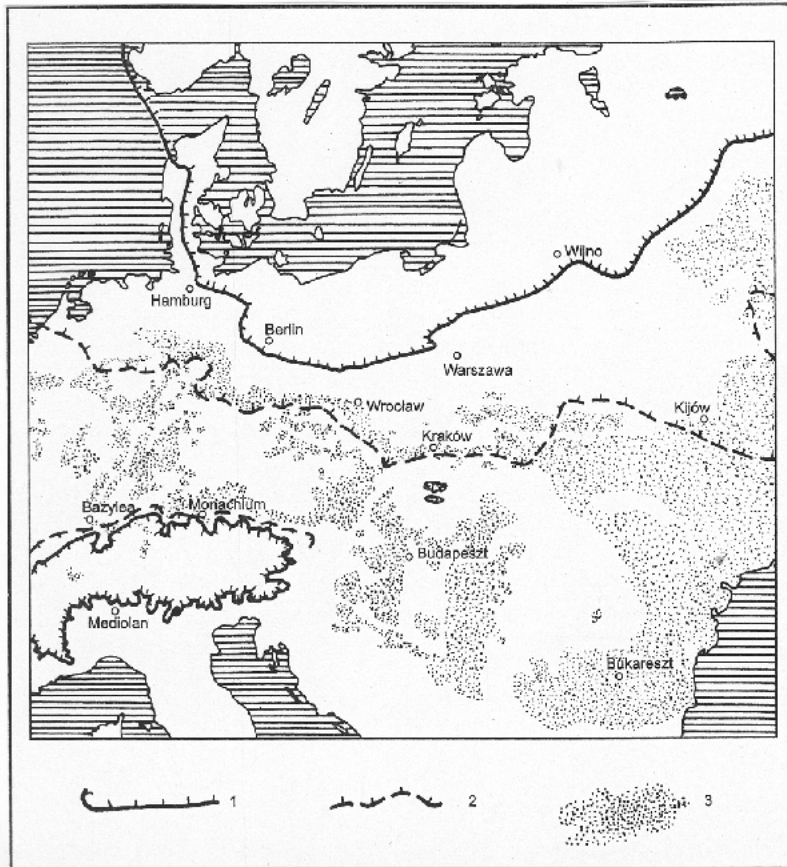 Wilno
Hamburg
Berlin
Warszawa
Wrocław
Kijów
Kraków
Bazylea
Monachium
Budapeszt
Mediolan
Bukareszt
1
2
3